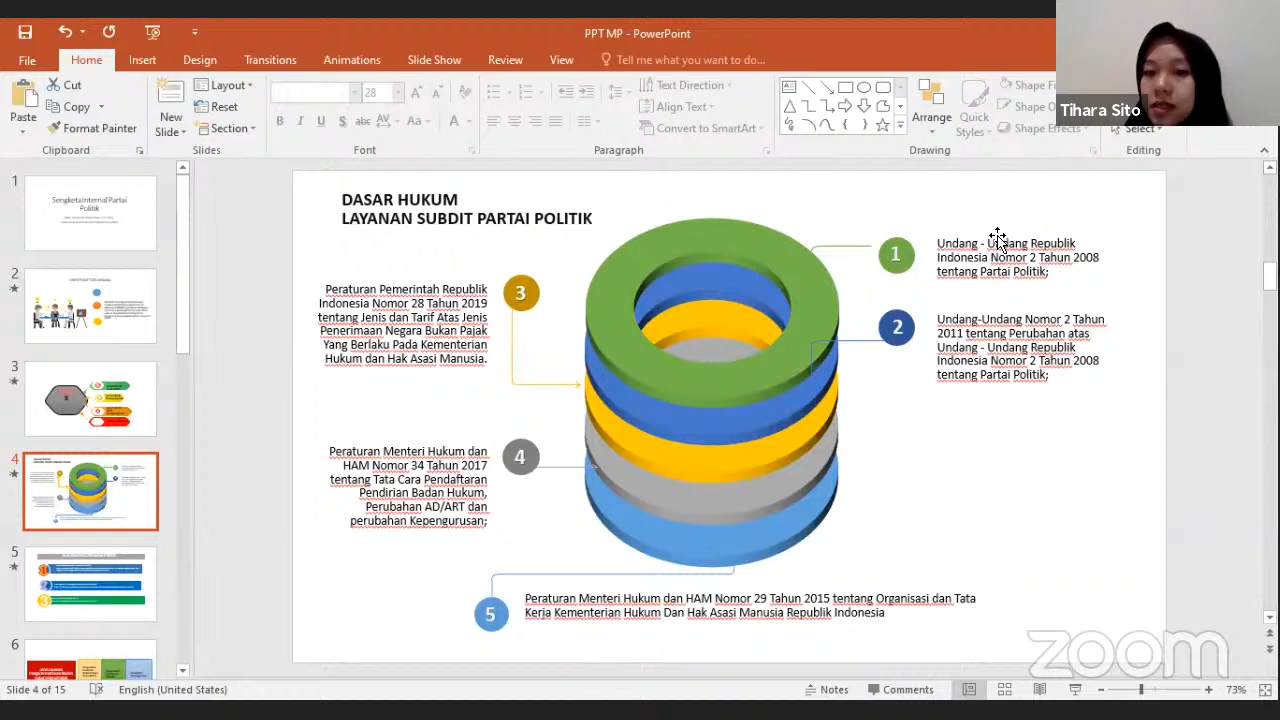 PPT MP - PowerPoint
File Home Insert Design Transitions Animations Slide Show Review View Tell me what you want to do...
Paste
Cut
Copy
Format Painter
Clipboard
New
Slide
Layout
Reset
Section
Slides
28
Font
Text Direction
Align Text
Convert to SmartArt
Paragraph
Arrange
Quick
Styles
Shape
Shape
Shape Effects
Drawing
Select
Editing
Tihara Sito
1
Sengketa Internal Partai
Politik
2
3
4
5
6
DASAR HUKUM
LAYANAN SUBDIT PARTAI POLITIK
1
Undang - Undang Republik
Indonesia Nomor 2 Tahun 2008
tentang Partai Politik;
2
Undang-Undang Nomor 2 Tahun
2011 tentang Perubahan atas
Undang - Undang Republik
Indonesia Nomor 2 Tahun 2008
tentang Partai Politik;
3
Peraturan Pemerintah Republik
Indonesia Nomor 28 Tahun 2019
tentang Jenis dan Tarif Atas Jenis
Penerimaan Negara Bukan Pajak
Yang Berlaku Pada Kementerian
Hukum dan Hak Asasi Manusia.
4
Peraturan Menteri Hukum dan
HAM Nomor 34 Tahun 2017
tentang Tata Cara Pendaftaran
Pendirian Badan Hukum,
Perubahan AD/ART dan
perubahan Kepengurusan;
5
Peraturan Menteri Hukum dan HAM Nomor 29 Tahun 2015 tentang Organisasi dan Tata
Kerja Kementerian Hukum Dan Hak Asasi Manusia Republik Indonesia
zoom
Slide 4 of 15 English (United States) Notes Comments 73%